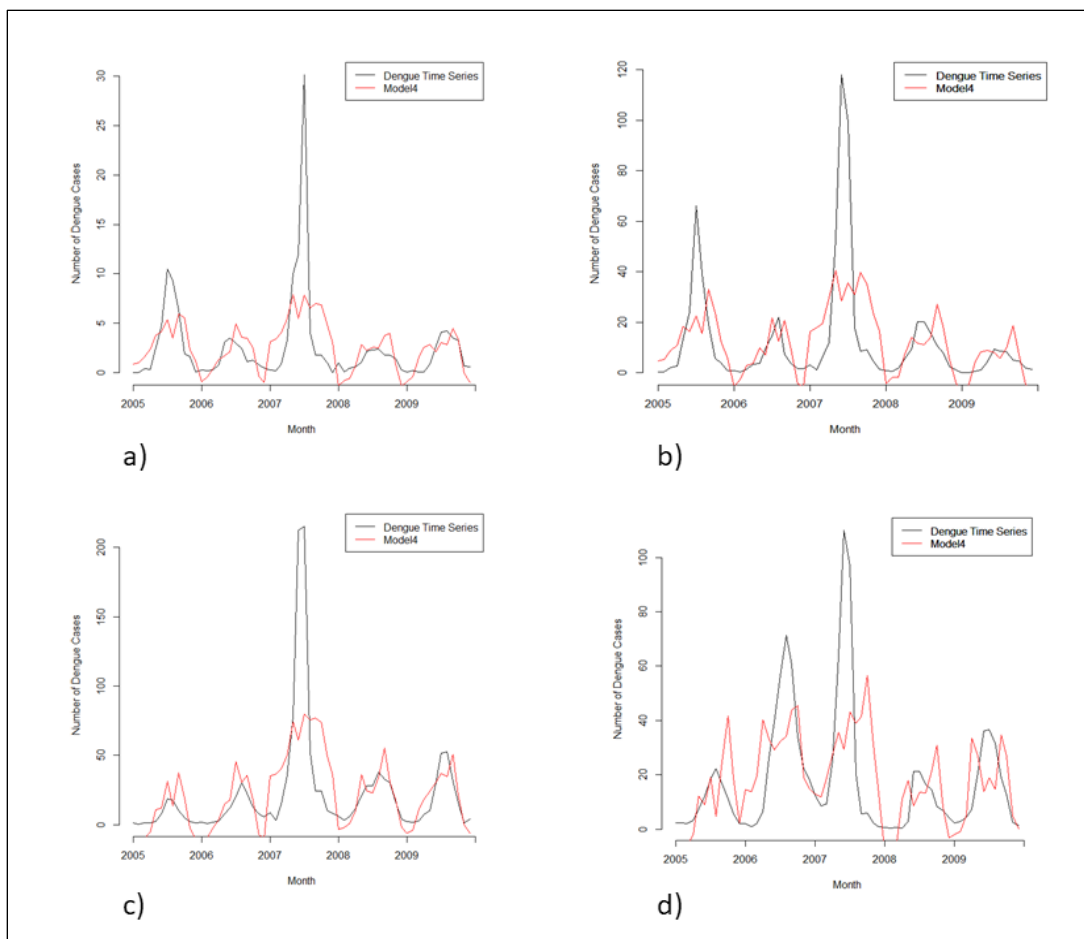 Dengue Time Series
Model4
Number of Dengue Cases
30
25
20
15
10
5
0
2005 2006 2007 2008 2009
Month
a)
Dengue Time Series
Model4
Number of Dengue Cases
120
100
80
60
40
20
0
2005 2006 2007 2008 2009
Month
b)
Dengue Time Series
Model4
Number of Dengue Cases
200
150
100
50
0
2005 2006 2007 2008 2009
Month
c)
Dengue Time Series
Model4
Number of Dengue Cases
100
80
60
40
20
0
2005 2006 2007 2008 2009
Month
d)